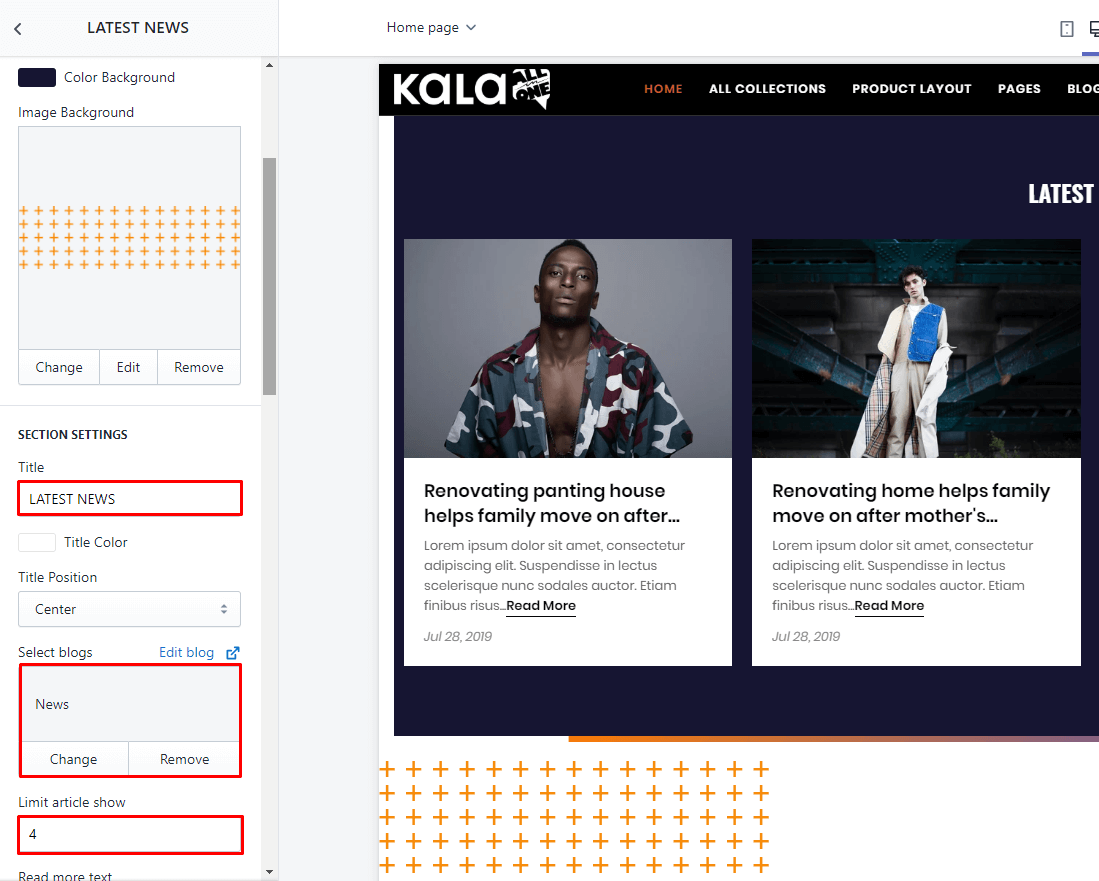 LATEST NEWS
Color Background
Image Background
Change Edit Remove
SECTION SETTINGS
Title
LATEST NEWS
Title Color
Title Position
Center
Select blogs Edit blog
News
Change Remove
Limit article show
4
Read more text
Home page
KALA ALL in ONE
HOME ALL COLLECTIONS PRODUCT LAYOUT PAGES BLOG
LATEST
Renovating panting house
helps family move on after...
Lorem ipsum dolor sit amet, consectetur
adipiscing elit. Suspendisse in lectus
scelerisque nunc sodales auctor. Etiam
finibus risus...Read More
Jul 28, 2019
Renovating home helps family
move on after mother's...
Lorem ipsum dolor sit amet, consectetur
adipiscing elit. Suspendisse in lectus
scelerisque nunc sodales auctor. Etiam
finibus risus...Read More
Jul 28, 2019